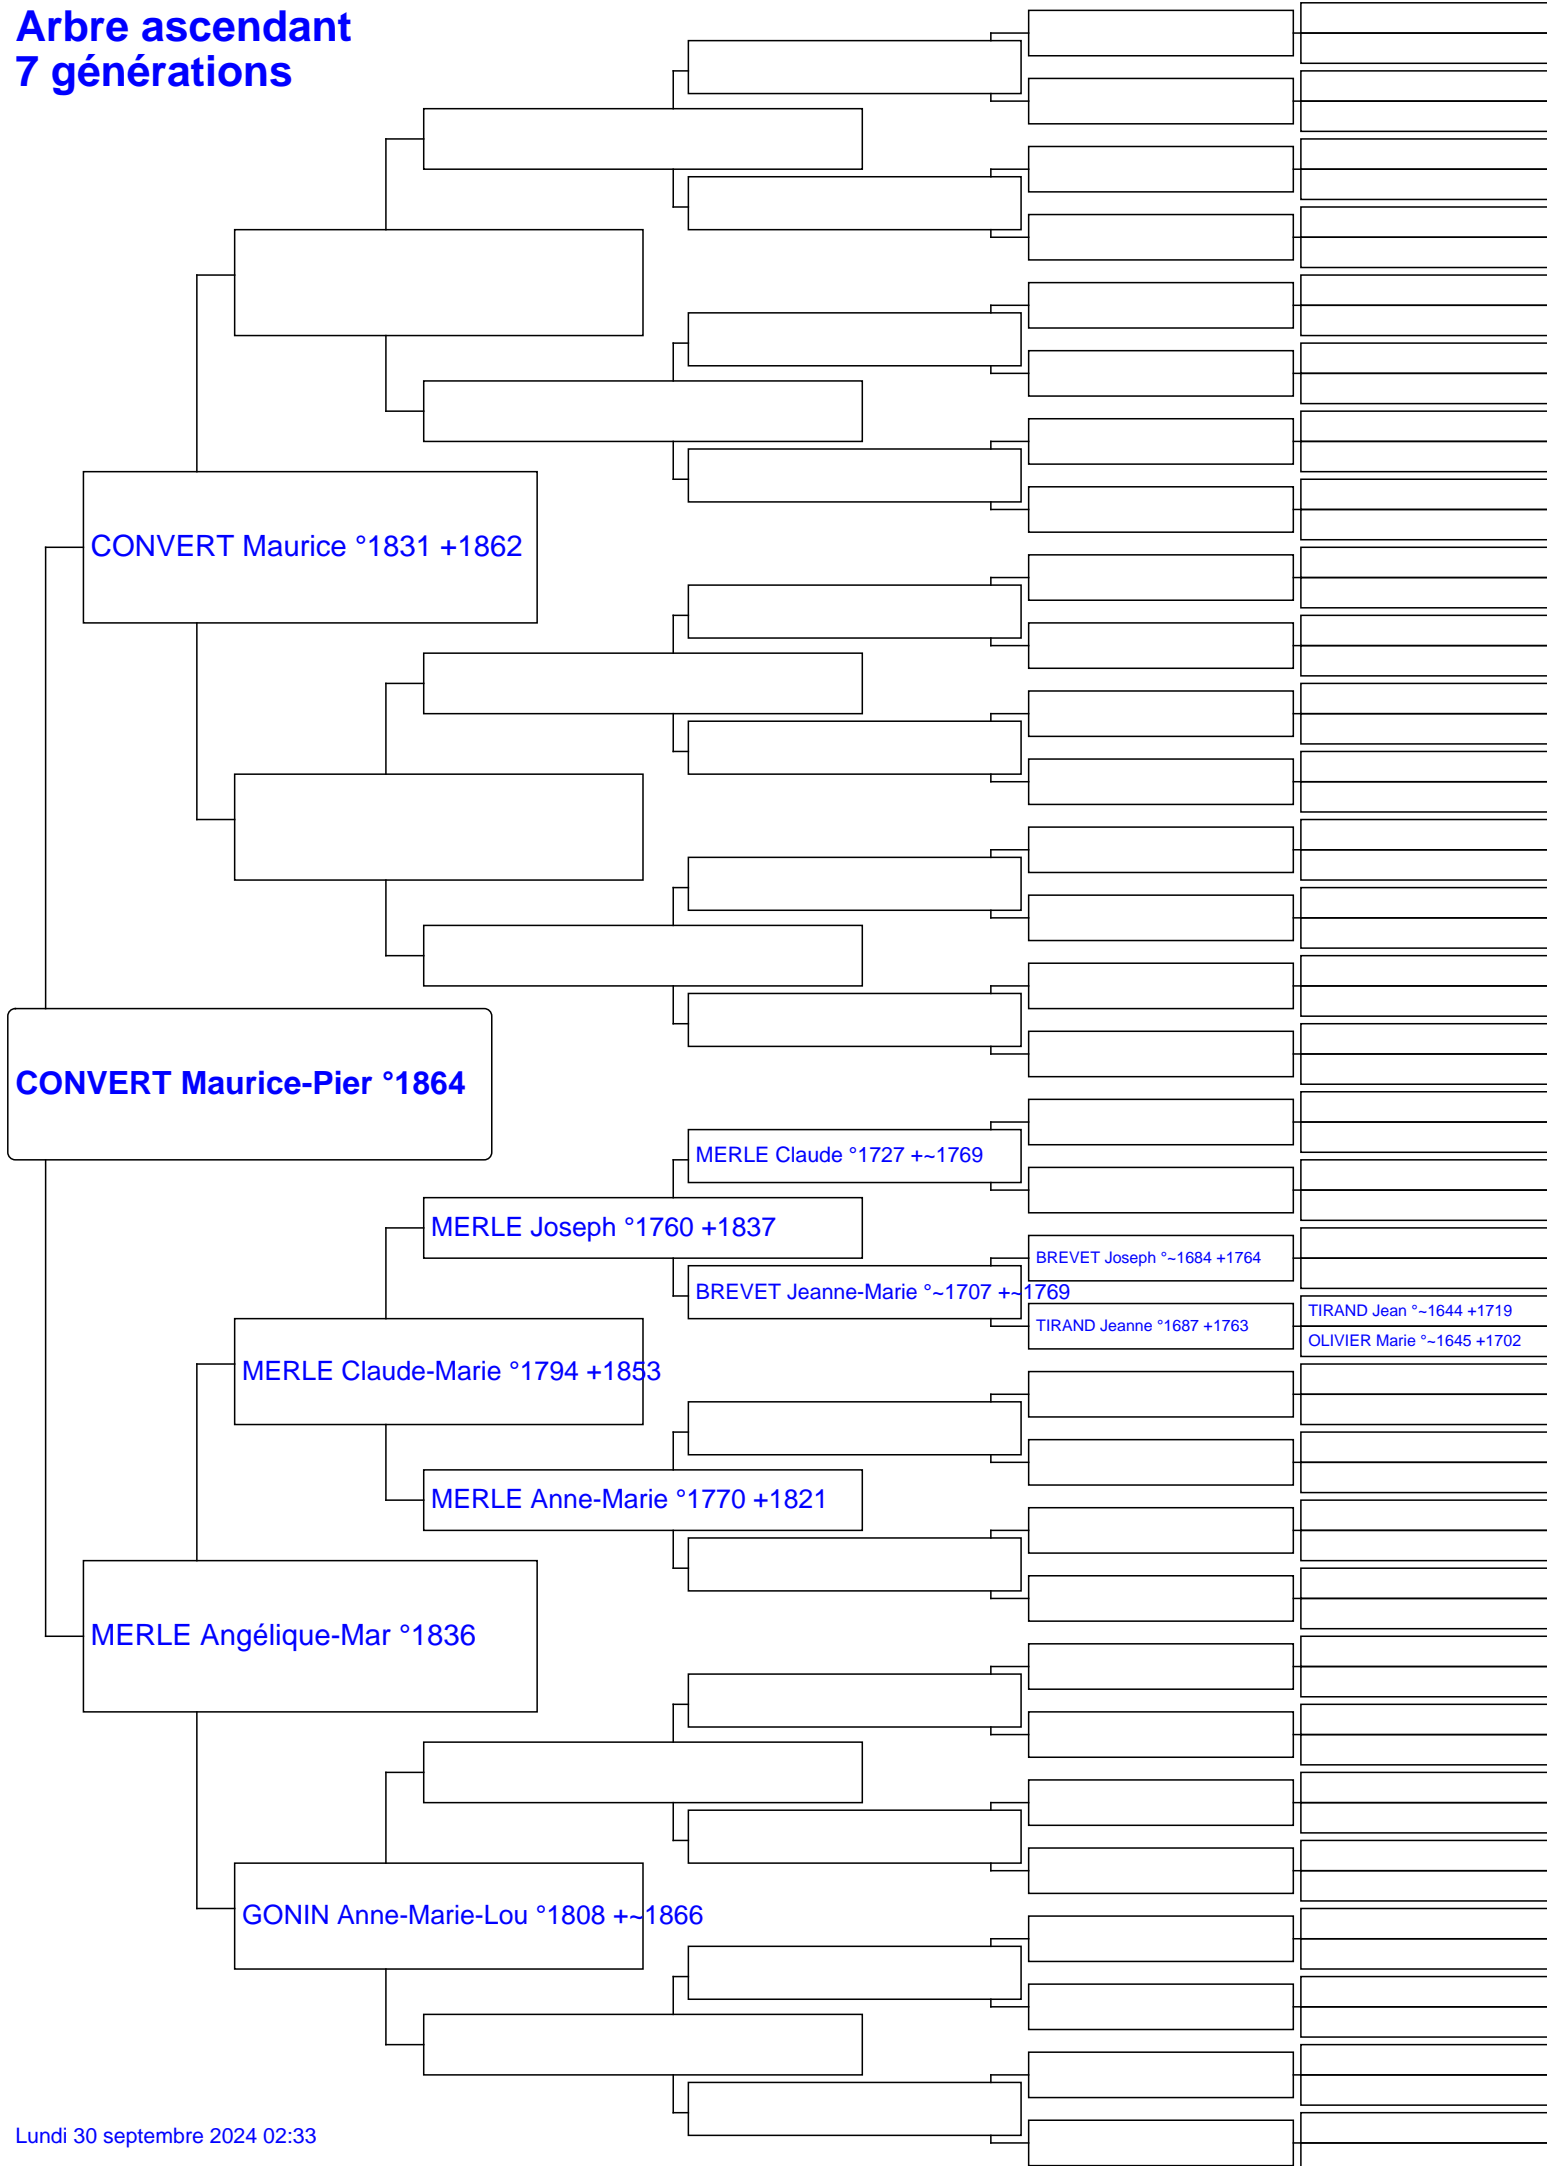 Arbre ascendant
7 générations
CONVERT Maurice °1831 +1862
CONVERT Maurice-Pier °1864
MERLE Claude °1727 +~1769
MERLE Joseph °1760 +1837
BREVET Joseph °~1684 +1764
BREVET Jeanne-Marie °~1707 +~1769
TIRAND Jean °~1644 +1719
TIRAND Jeanne °1687 +1763
OLIVIER Marie °~1645 +1702
MERLE Claude-Marie °1794 +1853
MERLE Anne-Marie °1770 +1821
MERLE Angélique-Mar °1836
GONIN Anne-Marie-Lou °1808 +~1866
Lundi 30 septembre 2024 02:33